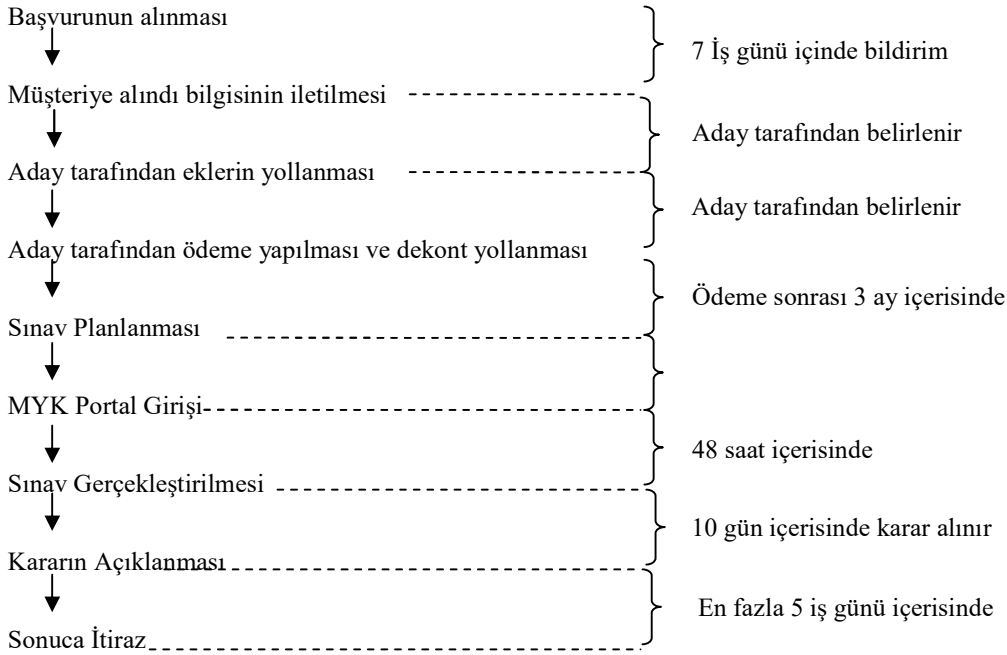 Başvurunun alınması
7 İş günü içinde bildirim
Müşteriye alındı bilgisinin iletilmesi
Aday tarafından belirlenir
Aday tarafından eklerin yollanması
Aday tarafından belirlenir
Aday tarafından ödeme yapılması ve dekont yollanması
Ödeme sonrası 3 ay içerisinde
Sınav Planlanması
MYK Portal Girişi
48 saat içerisinde
Sınav Gerçekleştirilmesi
10 gün içerisinde karar alınır
Kararın Açıklanması
En fazla 5 iş günü içerisinde
Sonuca İtiraz